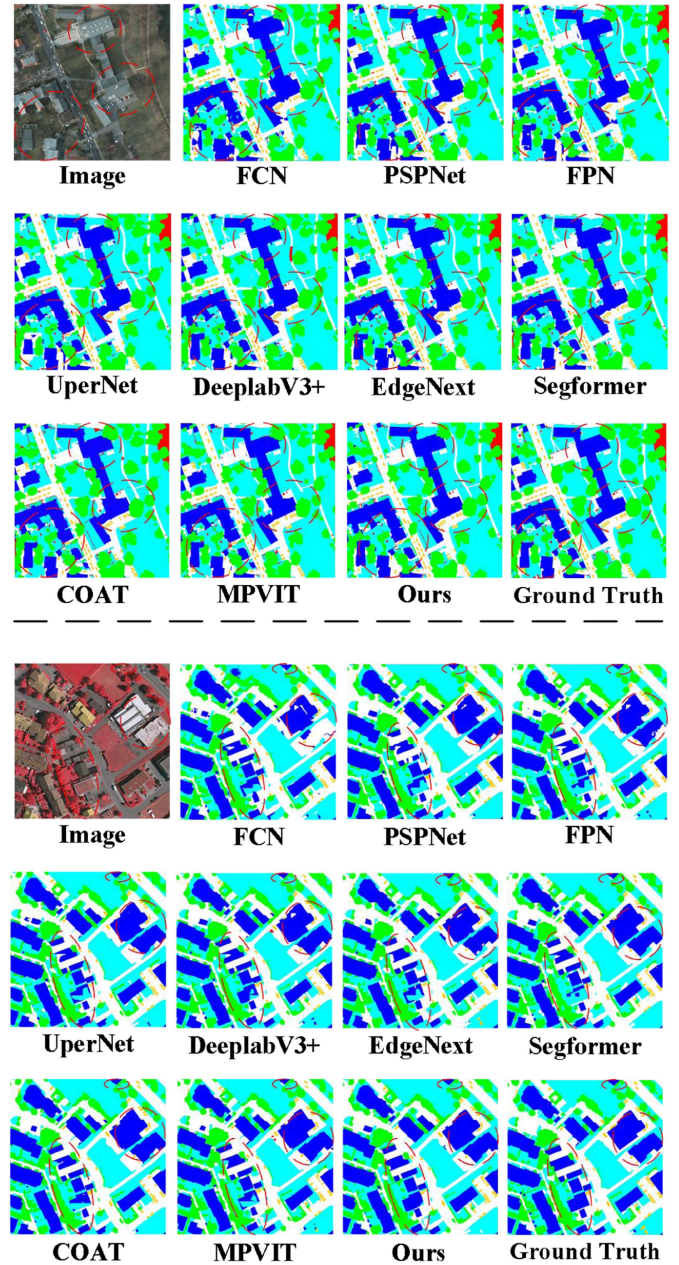 Image FCN PSPNet FPN
UperNet DeeplabV3+ EdgeNext Segformer
COAT MPVIT Ours Ground Truth
Image FCN PSPNet FPN
UperNet DeeplabV3+ EdgeNext Segformer
COAT MPVIT Ours Ground Truth